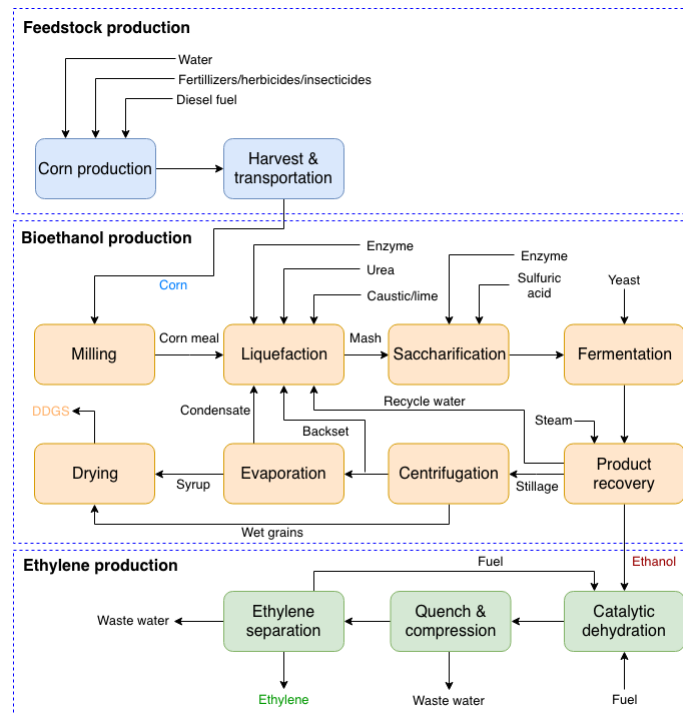 Feedstock production
Water
Fertillizers/herbicides/insecticides
Diesel fuel
Corn production
Harvest &
transportation
Bioethanol production
Corn
Enzyme
Urea
Caustic/lime
Enzyme
Sulfuric
acid
Yeast
Milling
Corn meal
Liquefaction
Mash
Saccharification
Fermentation
DDGS
Condensate
Backset
Recycle water
Steam
Drying
Syrup
Evaporation
Centrifugation
Stillage
Product
recovery
Wet grains
Ethylene production
Fuel
Ethanol
Waste water
Ethylene
separation
Quench &
compression
Catalytic
dehydration
Ethylene
Waste water
Fuel